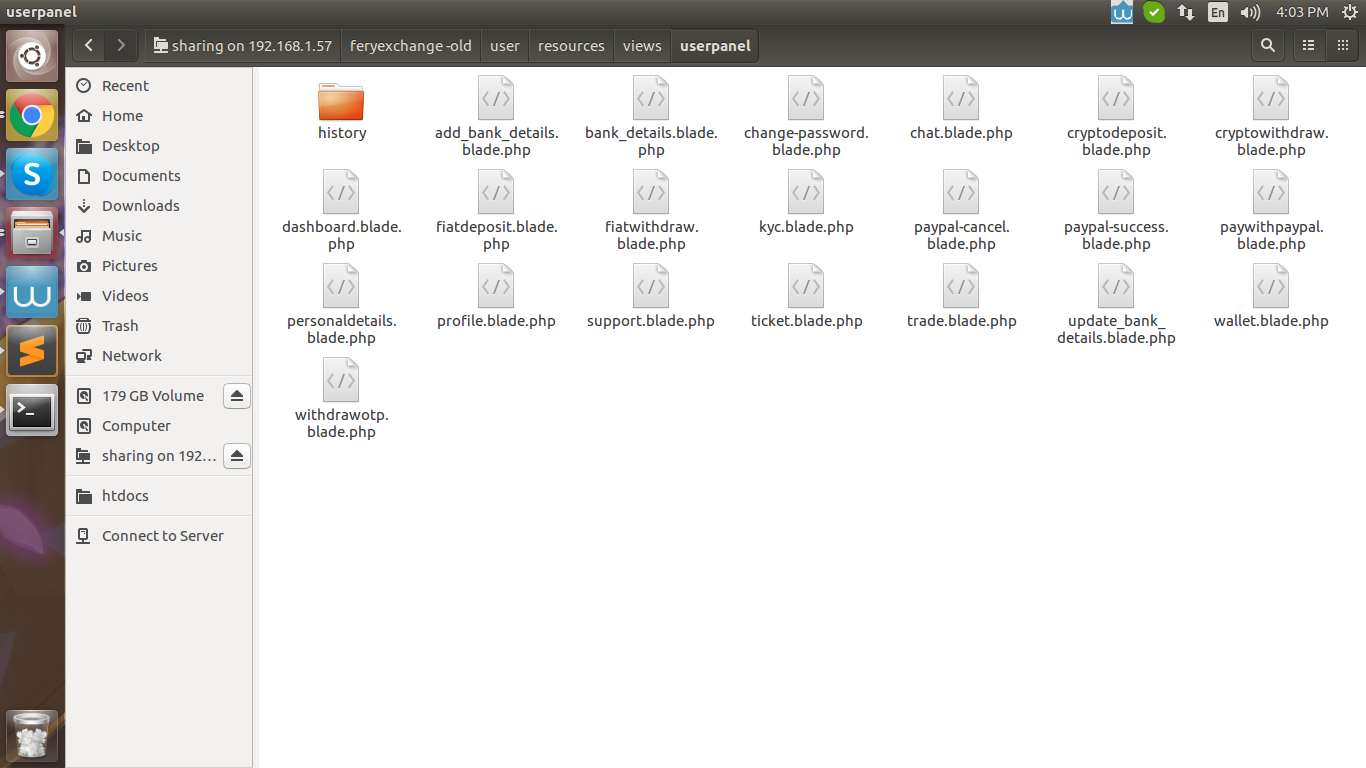 userpanel
En
4:03 PM
sharing on 192.168.1.57
feryexchange -old
user
resources
views
userpanel
Recent
Home
Desktop
Documents
Downloads
Music
Pictures
Videos
Trash
Network
179 GB Volume
Computer
sharing on 192...
htdocs
Connect to Server
history
add_bank_details.
blade.php
bank_details.blade.
php
change-password.
blade.php
chat.blade.php
cryptodeposit.
blade.php
cryptowithdraw.
blade.php
dashboard.blade.
php
fiatdeposit.blade.
php
fiatwithdraw.
blade.php
kyc.blade.php
paypal-cancel.
blade.php
paypal-success.
blade.php
paywithpaypal.
blade.php
personaldetails.
blade.php
profile.blade.php
support.blade.php
ticket.blade.php
trade.blade.php
update_bank_
details.blade.php
wallet.blade.php
withdrawotp.
blade.php